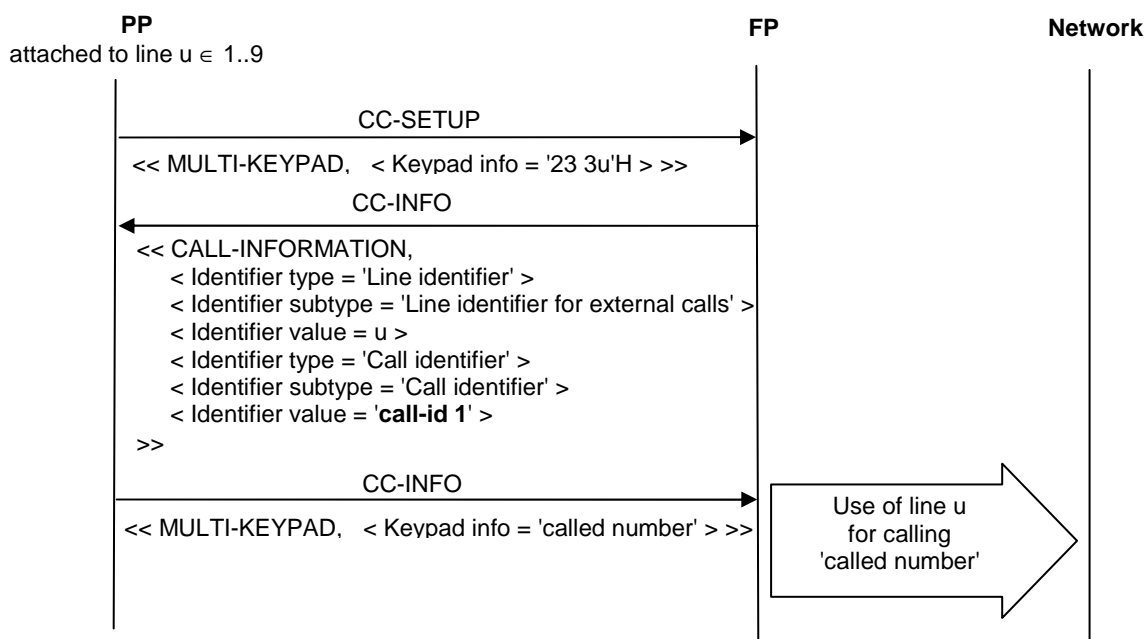 PP
attached to line u ∈ 1..9
FP
Network
CC-SETUP
<< MULTI-KEYPAD, < Keypad info = '23 3u'H > >>
CC-INFO
<< CALL-INFORMATION,
< Identifier type = 'Line identifier' >
< Identifier subtype = 'Line identifier for external calls' >
< Identifier value = u >
< Identifier type = 'Call identifier' >
< Identifier subtype = 'Call identifier' >
< Identifier value = 'call-id 1' >
>>
CC-INFO
<< MULTI-KEYPAD, < Keypad info = 'called number' > >>
Use of line u
for calling
'called number'